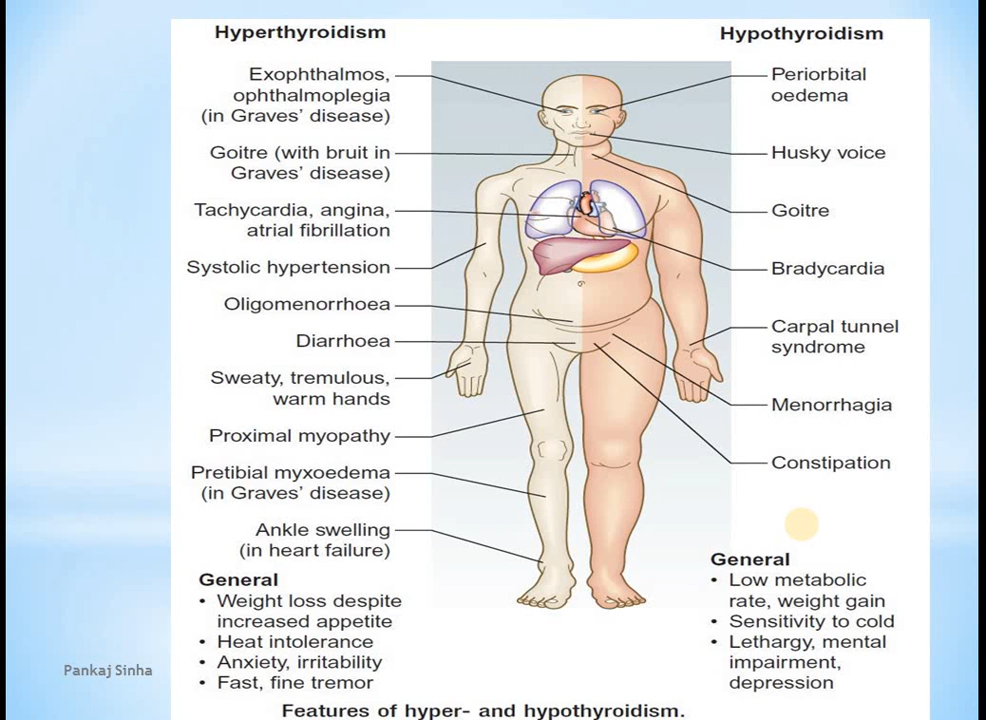 Hyperthyroidism
Exophthalmos,
ophthalmoplegia
(in Graves' disease)
Goitre (with bruit in
Graves' disease)
Tachycardia, angina,
atrial fibrillation
Systolic hypertension
Oligomenorrhoea
Diarrhoea
Sweaty, tremulous,
warm hands
Proximal myopathy
Pretibial myxoedema
(in Graves' disease)
Ankle swelling
(in heart failure)
General
• Weight loss despite
increased appetite
• Heat intolerance
• Anxiety, irritability
• Fast, fine tremor
Hypothyroidism
Periorbital
oedema
Husky voice
Goitre
Bradycardia
Carpal tunnel
syndrome
Menorrhagia
Constipation
General
• Low metabolic
rate, weight gain
• Sensitivity to cold
• Lethargy, mental
impairment,
depression
Features of hyper- and hypothyroidism.
Pankaj Sinha